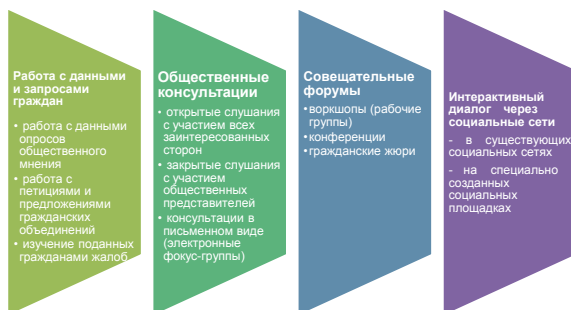 Работа с данными
и запросами
граждан
• работа с данными
опросов
общественного
мнения
• работа с
петициями и
предложениями
гражданских
объединений
• изучение поданных
гражданами жалоб
Общественные
консультации
• открытые слушания
с участием всех
заинтересованных
сторон
• закрытые слушания
с участием
общественных
представителей
• консультации в
письменном виде
(электронные
фокус-группы)
Совещательные
форумы
• воркшопы (рабочие
группы)
• конференции
• гражданские жюри
Интерактивный
диалог через
социальные сети
- в существующих
социальных сетях
- на специально
созданных
социальных
площадках